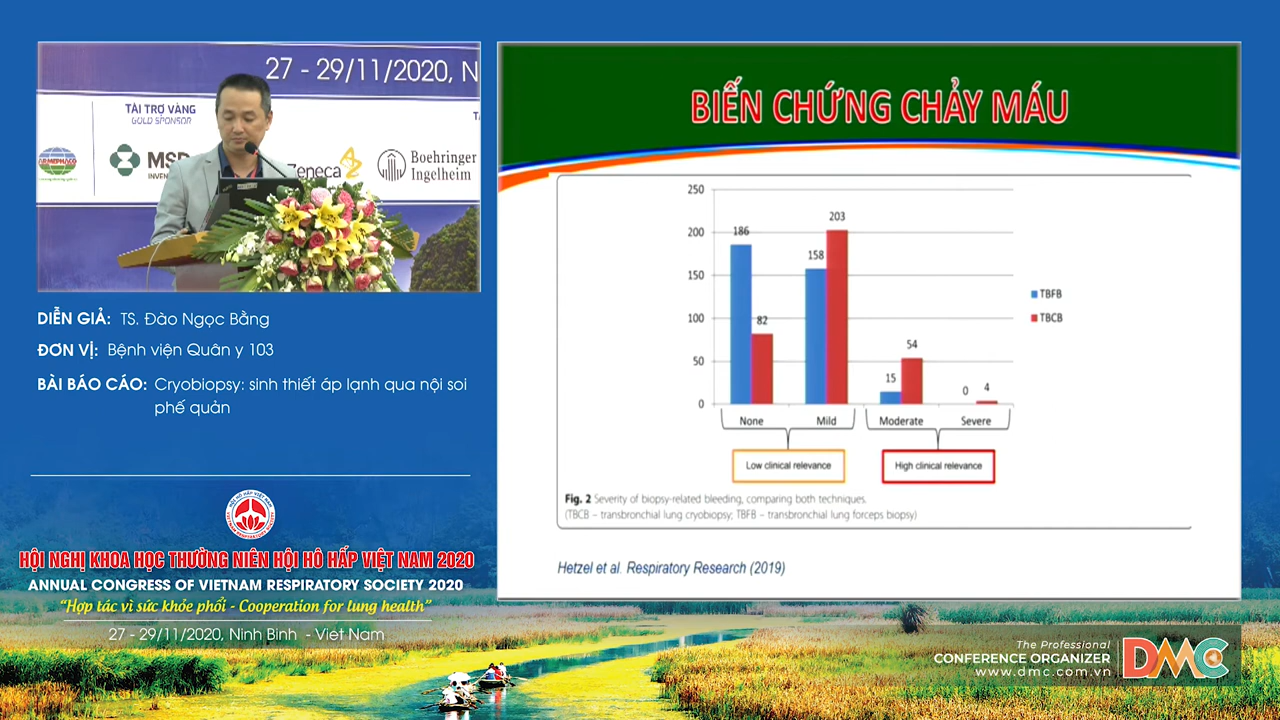 27 - 29/11/2020, N
TÀI TRỢ VÀNG
GOLD SPONSOR
MSD
Zeneca
Boehringer
Ingelheim
DIỄN GIẢ: TS. Đào Ngọc Bằng
ĐƠN VỊ: Bệnh viện Quân y 103
BÀI BÁO CÁO: Cryobiopsy: sinh thiết áp lạnh qua nội soi
phế quản
HỘI NGHỊ KHOA HỌC THƯỜNG NIÊN HỘI HÔ HẤP VIỆT NAM 2020
ANNUAL CONGRESS OF VIETNAM RESPIRATORY SOCIETY 2020
“Hợp tác vì sức khỏe phổi - Cooperation for lung health”
27 - 29/11/2020, Ninh Bình - Việt Nam
BIẾN CHỨNG CHẢY MÁU
250
200
150
100
50
0
186
82
158
203
15
54
0
4
None
Mild
Moderate
Severe
TBFB
TBCB
Low clinical relevance
High clinical relevance
Fig. 2 Severity of biopsy-related bleeding, comparing both techniques.
(TBCB – transbronchial lung cryobiopsy; TBFB – transbronchial lung forceps biopsy)
Hetzel et al. Respiratory Research (2019)
The Professional
CONFERENCE ORGANIZER
www.dmc.com.vn
DMC